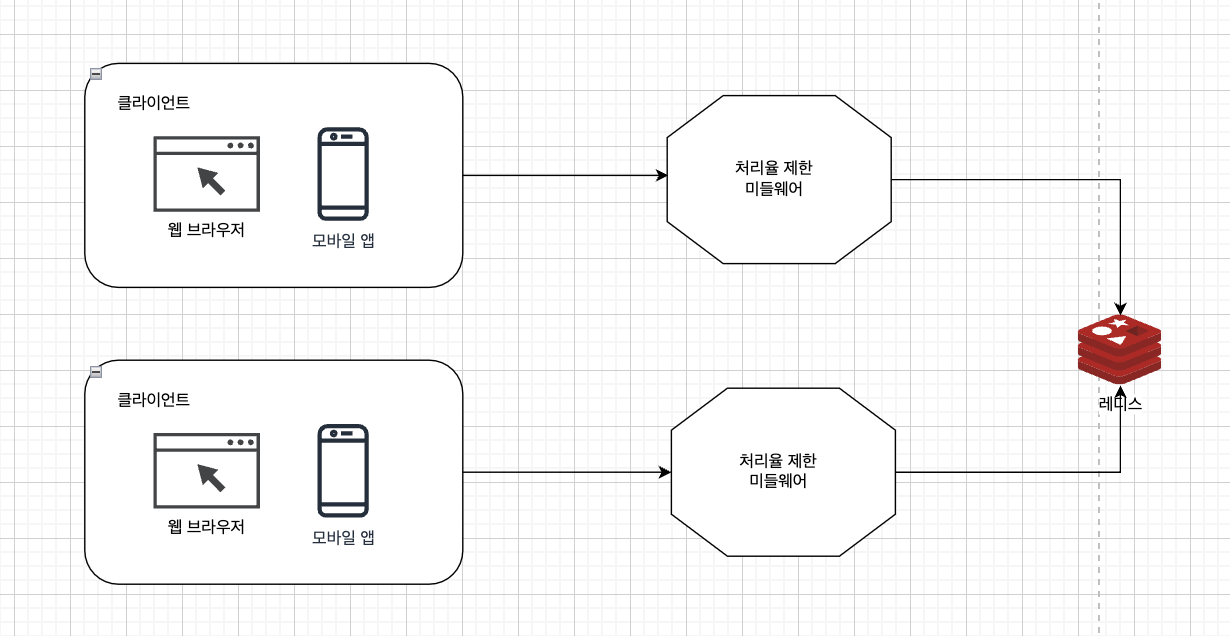 클라이언트
웹 브라우저
모바일 앱
처리율 제한
미들웨어
클라이언트
웹 브라우저
모바일 앱
처리율 제한
미들웨어
레디스